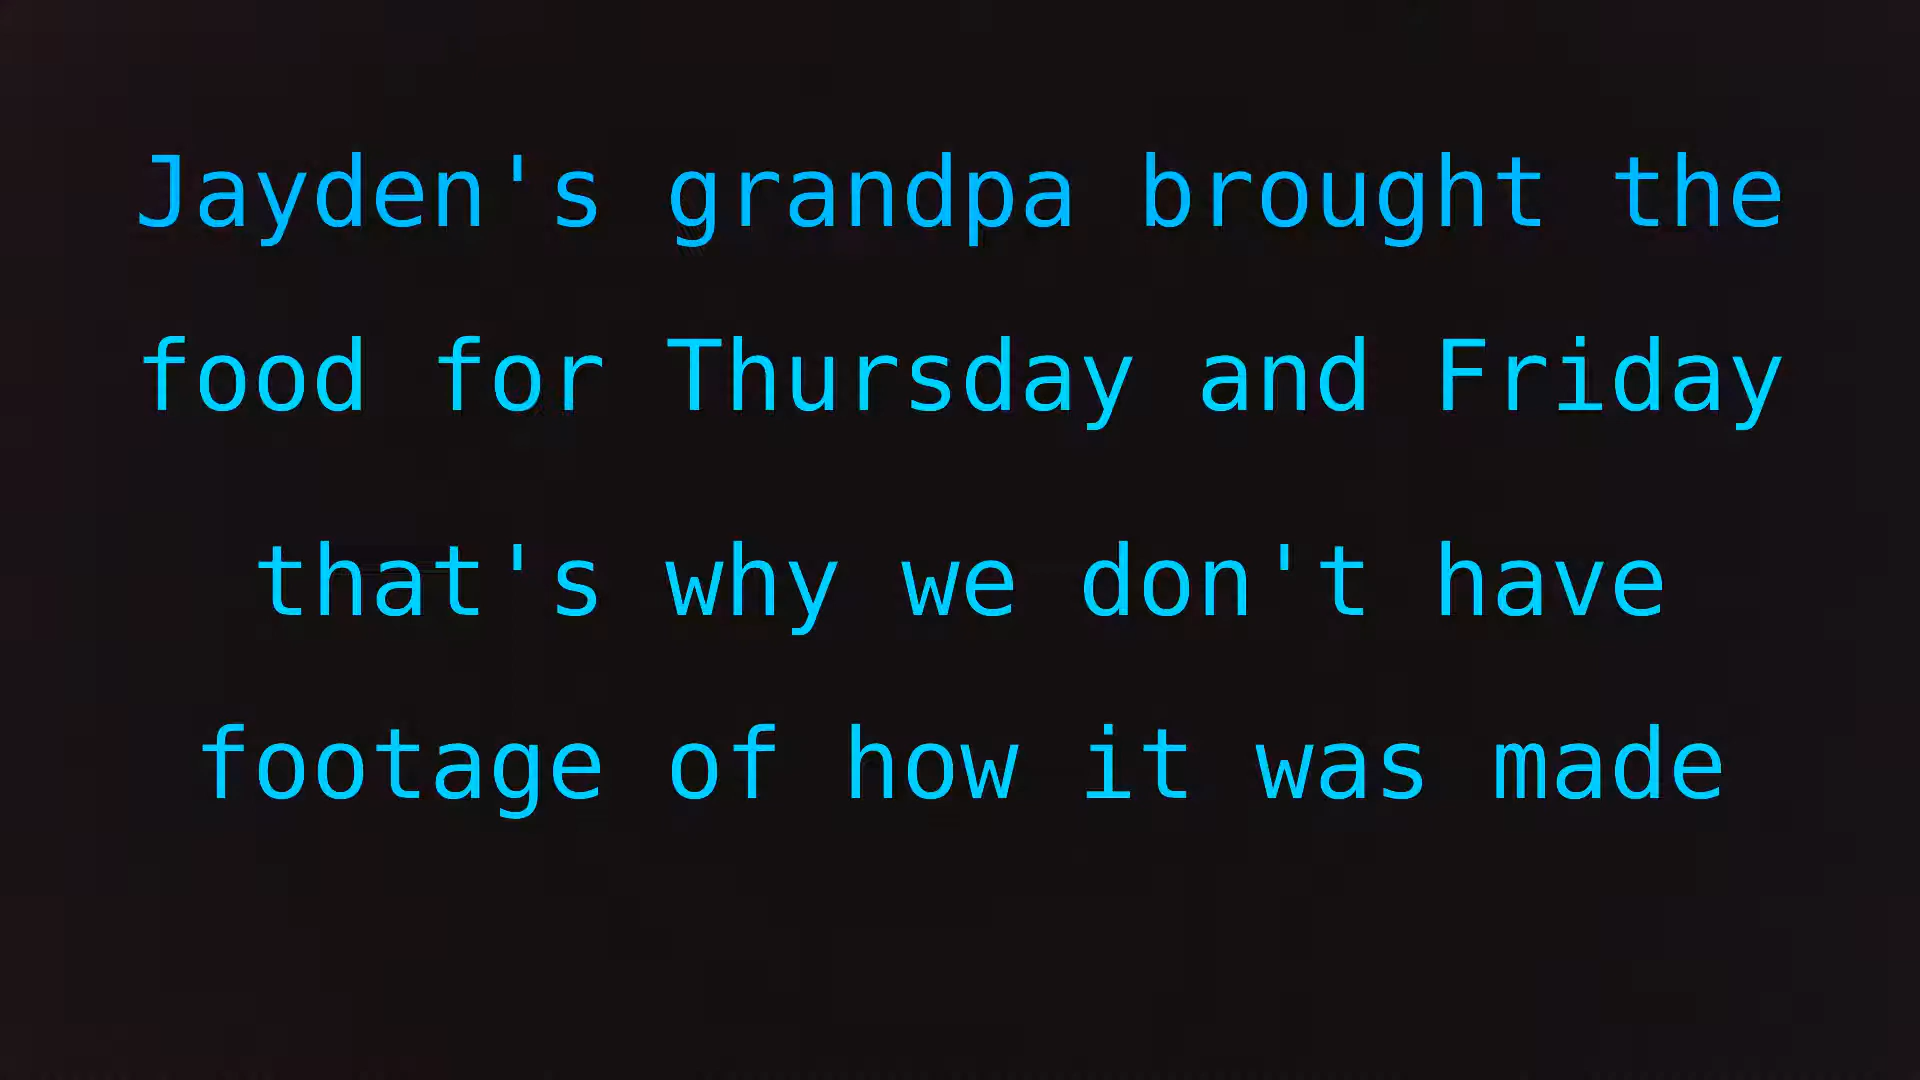 Jayden's grandpa brought the
food for Thursday and Friday
that's why we don't have
footage of how it was made